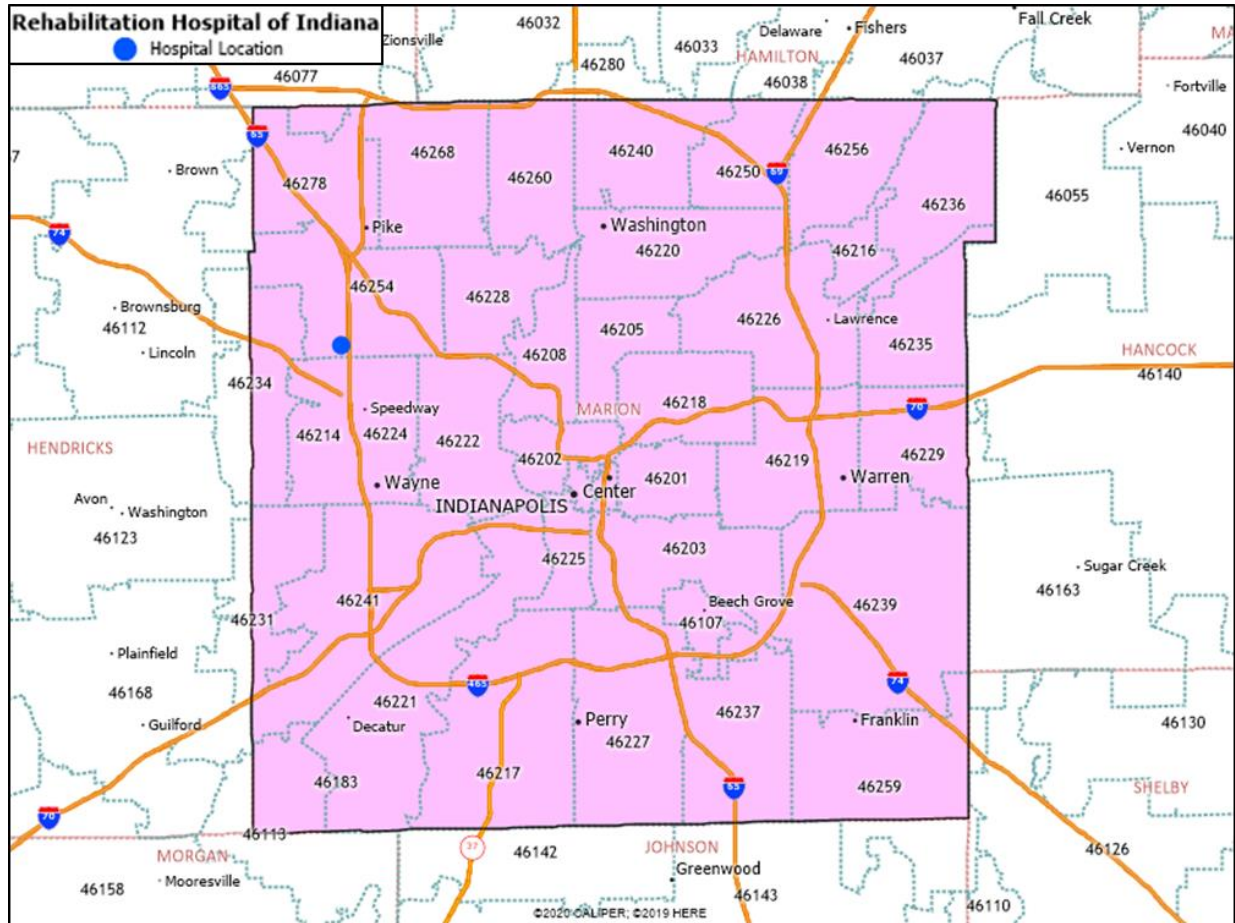 Rehabilitation Hospital of Indiana
Hospital Location
46032
Fall Creek
Zionsville
46033
Delaware
Fishers
HAMILTON
46280
46037
46077
46038
Fortville
865
65
46040
Vernon
46268
46240
46256
Brown
46278
46260
46250
69
46055
46236
74
Pike
Washington
46220
46216
46254
46228
Brownsburg
46112
46226
Lawrence
46205
Lincoln
46208
46235
HANCOCK
46140
46234
Speedway
MARION
46218
70
46214
46224
46222
HENDRICKS
46202
46219
46229
Wayne
46201
Warren
Avon
Center
Washington
INDIANAPOLIS
46123
46203
46225
Sugar Creek
46163
46241
Beech Grove
46239
46231
46107
Plainfield
46168
465
74
46221
Guilford
Decatur
Perry
46237
Franklin
46130
46227
46217
46183
65
46259
SHELBY
70
46113
37
46142
JOHNSON
46126
MORGAN
Greenwood
46158
Mooresville
46143
46110
©2020 CALIPER; ©2019 HERE